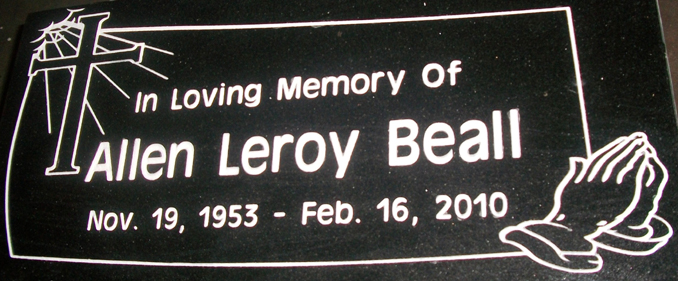 In Loving Memory Of
Allen Leroy Beall
Nov. 19, 1953 - Feb. 16, 2010